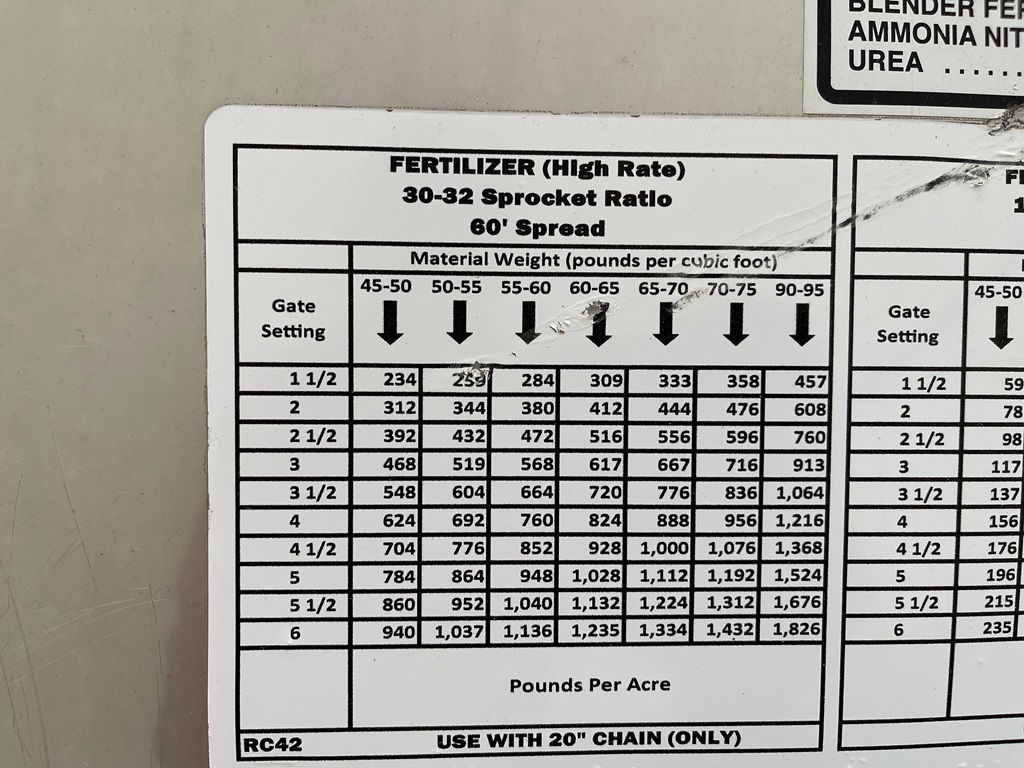 BLENDER FER
AMMONIA NIT
UREA ......
FERTILIZER (High Rate)
30-32 Sprocket Ratio
60' Spread
Material Weight (pounds per cubic foot)
Gate Setting 45-50 50-55 55-60 60-65 65-70 70-75 90-95
1 1/2 234 259 284 309 333 358 457
2 312 344 380 412 444 476 608
2 1/2 392 432 472 516 556 596 760
3 468 519 568 617 667 716 913
3 1/2 548 604 664 720 776 836 1,064
4 624 692 760 824 888 956 1,216
4 1/2 704 776 852 928 1,000 1,076 1,368
5 784 864 948 1,028 1,112 1,192 1,524
5 1/2 860 952 1,040 1,132 1,224 1,312 1,676
6 940 1,037 1,136 1,235 1,334 1,432 1,826
Pounds Per Acre
RC42 USE WITH 20" CHAIN (ONLY)
Gate Setting 45-50
1 1/2 59
2 78
2 1/2 98
3 117
3 1/2 137
4 156
4 1/2 176
5 196
5 1/2 215
6 235